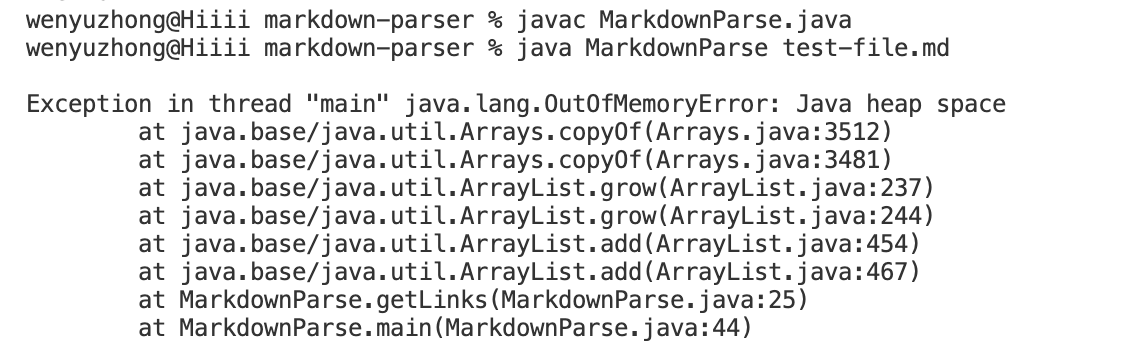 wenyuzhong@Hiiii markdown-parser % javac MarkdownParse.java
wenyuzhong@Hiiii markdown-parser % java MarkdownParse test-file.md
Exception in thread "main" java.lang.OutOfMemoryError: Java heap space
at java.base/java.util.Arrays.copyOf(Arrays.java:3512)
at java.base/java.util.Arrays.copyOf(Arrays.java:3481)
at java.base/java.util.ArrayList.grow(ArrayList.java:237)
at java.base/java.util.ArrayList.grow(ArrayList.java:244)
at java.base/java.util.ArrayList.add(ArrayList.java:454)
at java.base/java.util.ArrayList.add(ArrayList.java:467)
at MarkdownParse.getLinks(MarkdownParse.java:25)
at MarkdownParse.main(MarkdownParse.java:44)